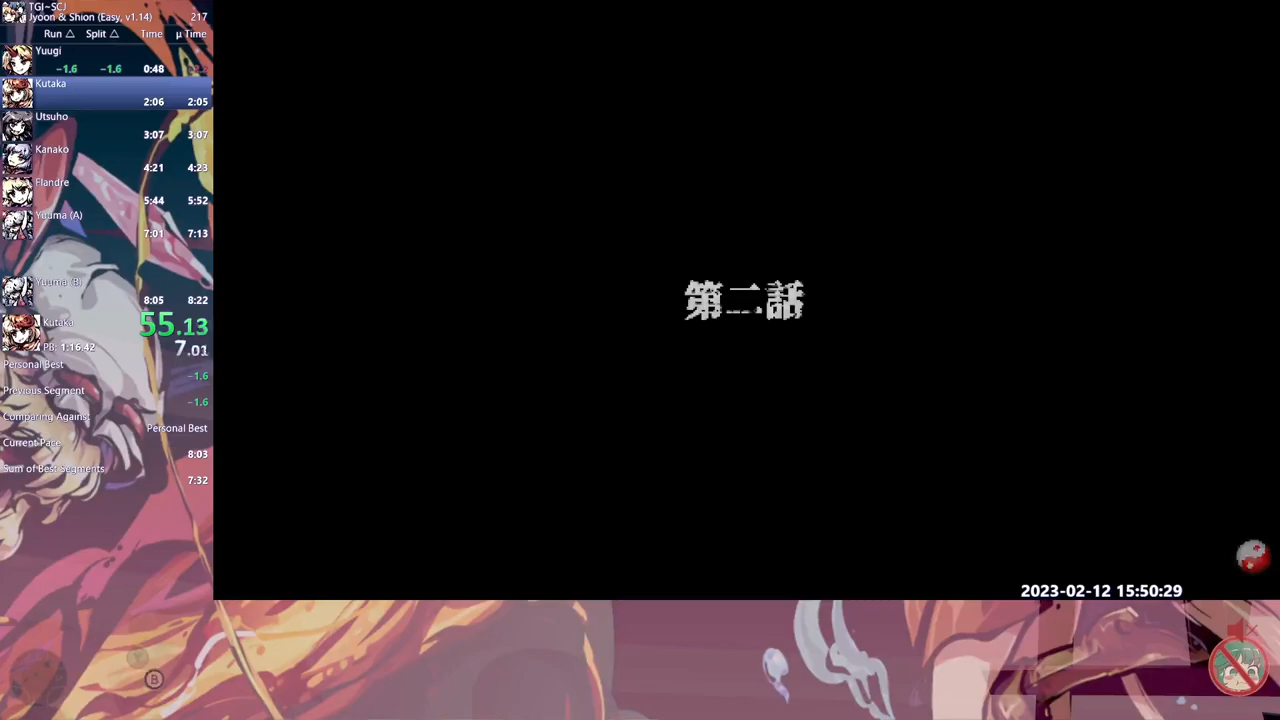 TGI~SCJ
Jyoon & Shion (Easy, v1.14) 217
Run △ Split △ Time µ Time
Yuugi
−1.6 −1.6 0:48
Kutaka
2:06 2:05
Utsuho
3:07 3:07
Kanako
4:21 4:23
Flandre
5:44 5:52
Yuuma (A)
7:01 7:13
Yuuma (B)
8:05 8:22
Kutaka 55.13
PB: 1:16.42 7.01
Personal Best
−1.6
Previous Segment
−1.6
Comparing Against
Personal Best
Current Pace
8:03
Sum of Best Segments
7:32
第二話
2023-02-12 15:50:29
B